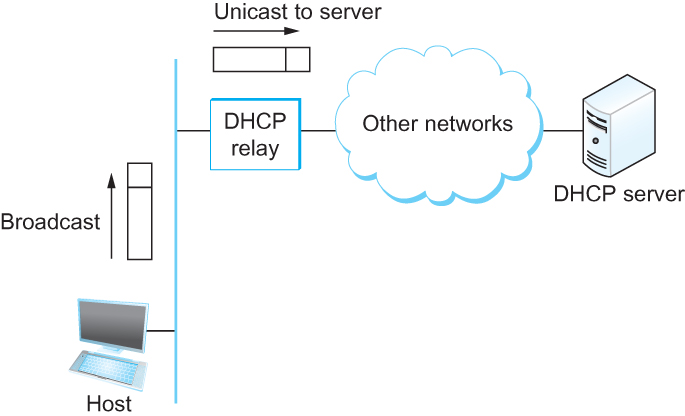 Unicast to server
DHCP
relay
Other networks
DHCP server
Broadcast
Host